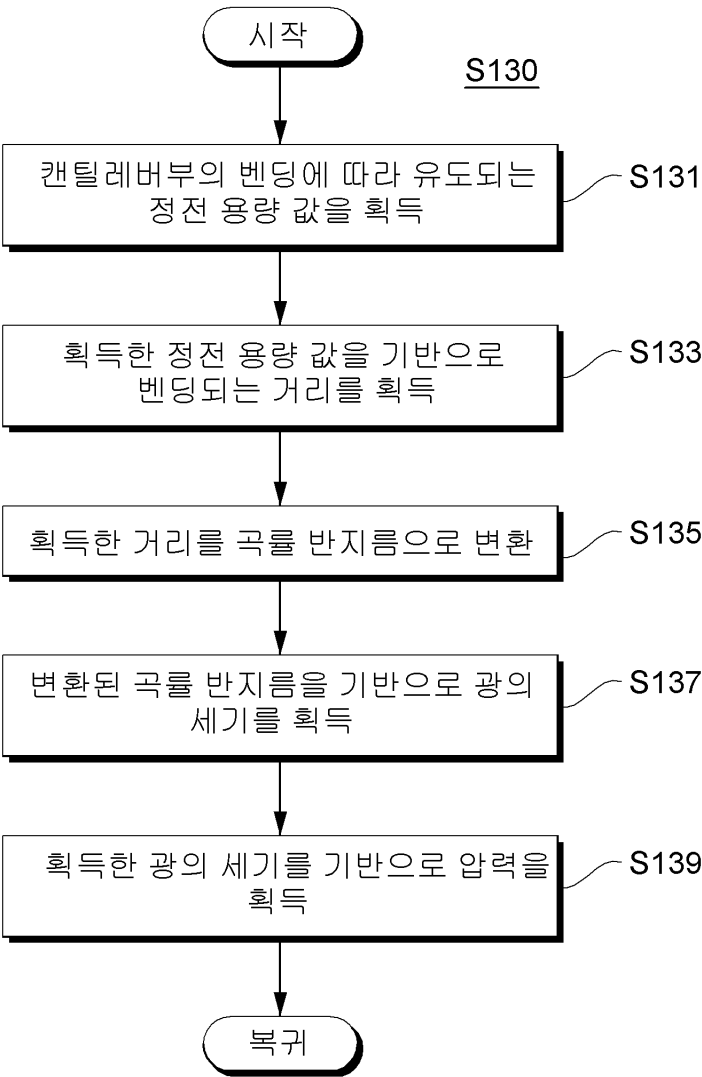 시작
S130
캔틸레버부의 벤딩에 따라 유도되는
정전 용량 값을 획득
S131
획득한 정전 용량 값을 기반으로
벤딩되는 거리를 획득
S133
획득한 거리를 곡률 반지름으로 변환
S135
변환된 곡률 반지름을 기반으로 광의
세기를 획득
S137
획득한 광의 세기를 기반으로 압력을
획득
S139
복귀